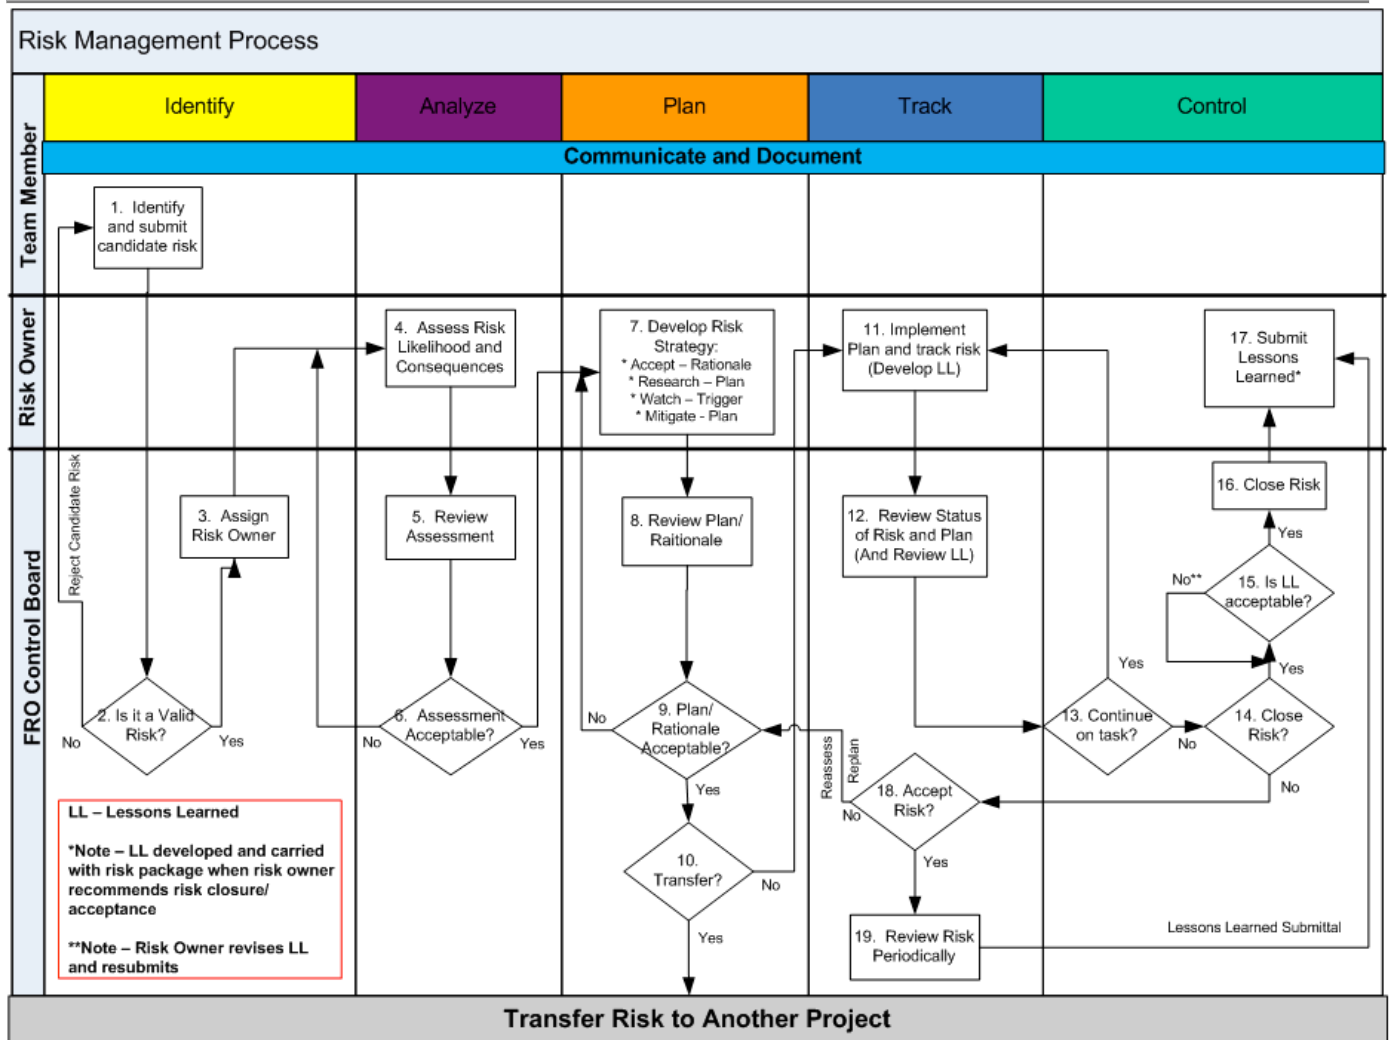 Risk Management Process
Identify
Analyze
Plan
Track
Control
Communicate and Document
Team Member
1. Identify
and submit
candidate risk
Risk Owner
4. Assess Risk
Likelihood and
Consequences
7. Develop Risk
Strategy:
* Accept – Rationale
* Research – Plan
* Watch – Trigger
* Mitigate - Plan
11. Implement
Plan and track risk
(Develop LL)
17. Submit
Lessons
Learned*
FRO Control Board
Reject Candidate Risk
3. Assign
Risk Owner
5. Review
Assessment
8. Review Plan/
Raitionale
12. Review Status
of Risk and Plan
(And Review LL)
16. Close Risk
Yes
15. Is LL
acceptable?
No**
Yes
2. Is it a Valid
Risk?
No
Yes
6. Assessment
Acceptable?
No
Yes
9. Plan/
Rationale
Acceptable?
No
Yes
13. Continue
on task?
Yes
No
14. Close
Risk?
No
Reassess
Replan
18. Accept
Risk?
No
Yes
10.
Transfer?
No
Yes
19. Review Risk
Periodically
Lessons Learned Submittal
LL – Lessons Learned
*Note – LL developed and carried
with risk package when risk owner
recommends risk closure/
acceptance
**Note – Risk Owner revises LL
and resubmits
Transfer Risk to Another Project